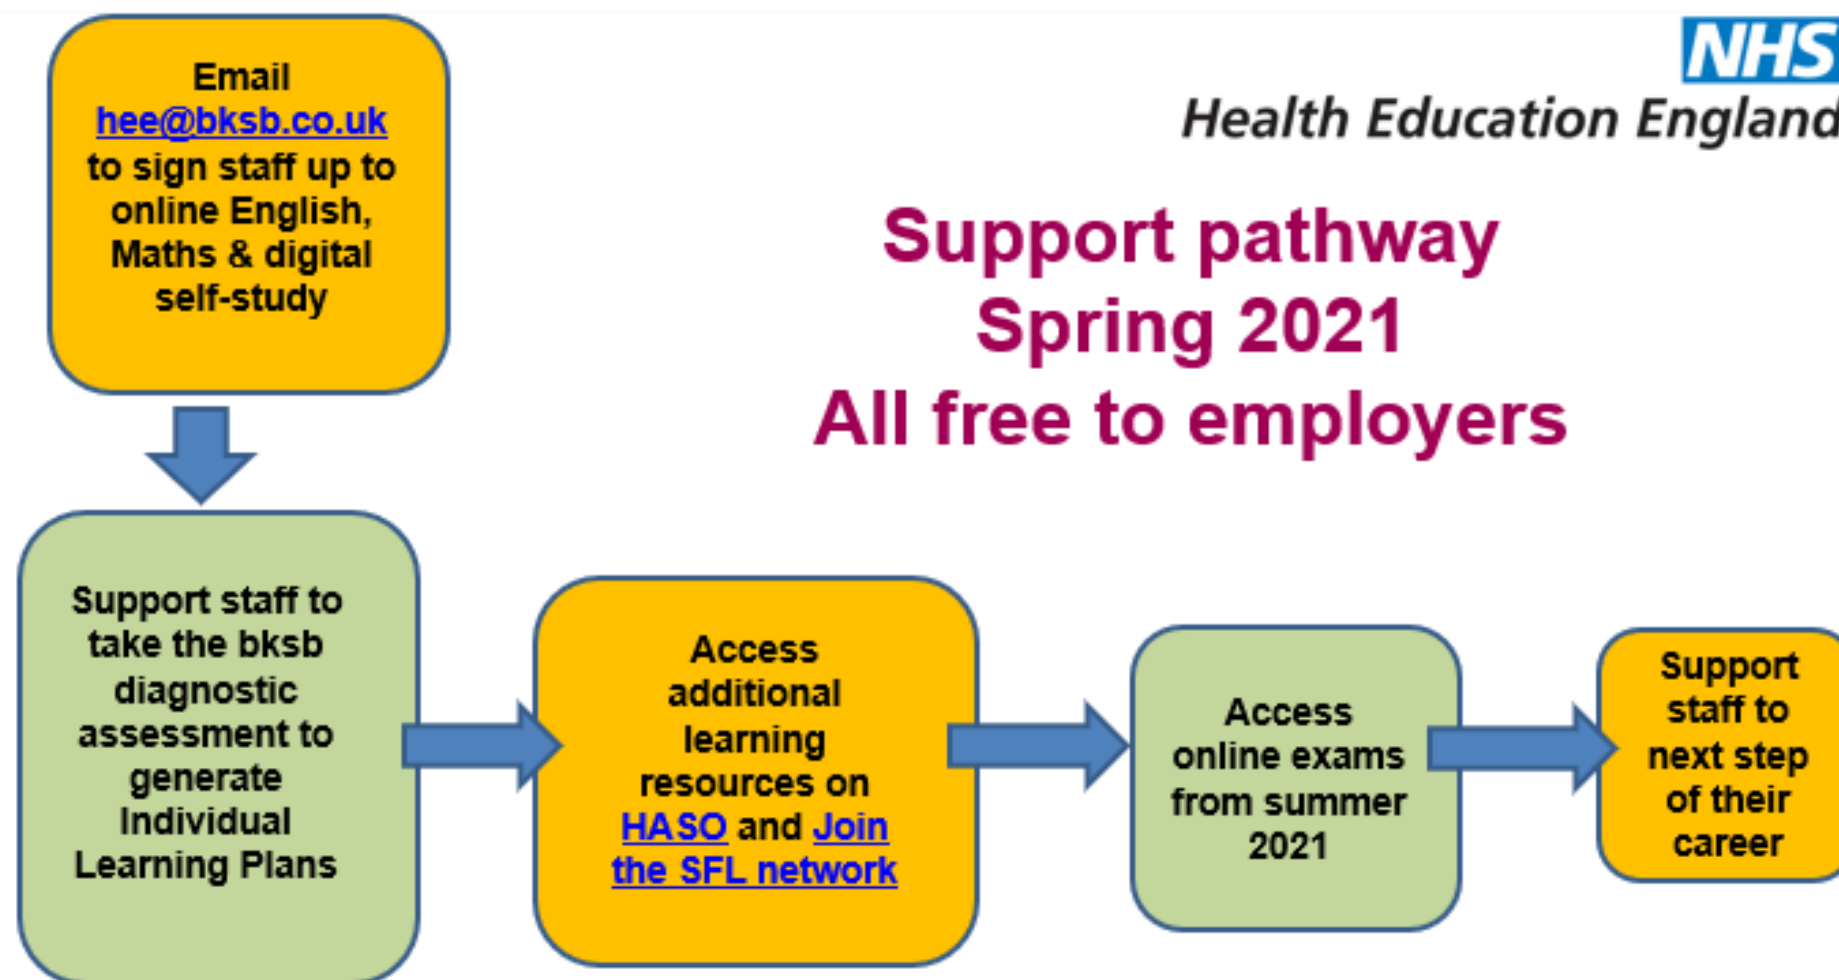 Email
hee@bksb.co.uk
to sign staff up to
online English,
Maths & digital
self-study
NHS
Health Education England
Support pathway
Spring 2021
All free to employers
Support staff to
take the bksb
diagnostic
assessment to
generate
Individual
Learning Plans
Access
additional
learning
resources on
HASO and Join
the SFL network
Access
online exams
from summer
2021
Support
staff to
next step
of their
career